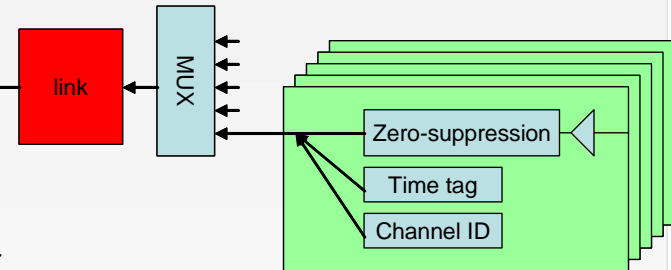 link
MUX
Zero-suppression
Time tag
Channel ID